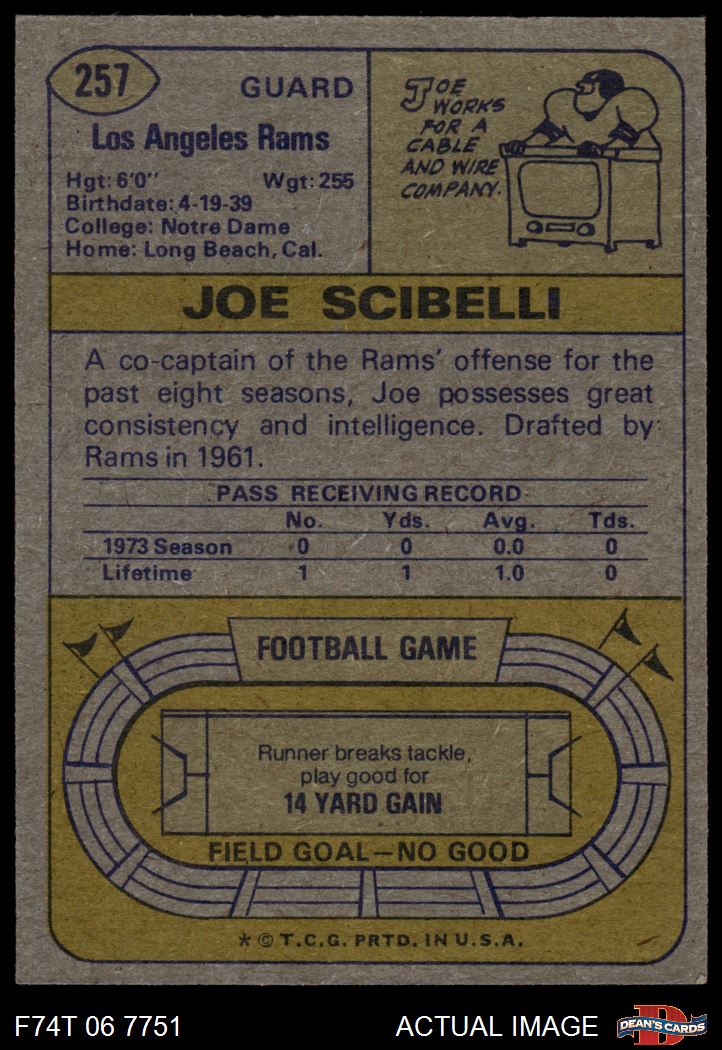 257
GUARD
Los Angeles Rams
Hgt: 6'0" Wgt: 255
Birthdate: 4-19-39
College: Notre Dame
Home: Long Beach, Cal.
JOE
WORKS
FOR A
CABLE
AND WIRE
COMPANY.
JOE SCIBELLI
A co-captain of the Rams' offense for the
past eight seasons, Joe possesses great
consistency and intelligence. Drafted by
Rams in 1961.
PASS RECEIVING RECORD
No. Yds. Avg. Tds.
1973 Season 0 0 0.0 0
Lifetime 1 1 1.0 0
FOOTBALL GAME
Runner breaks tackle,
play good for
14 YARD GAIN
FIELD GOAL—NO GOOD
* © T.C.G. PRTD. IN U.S.A.
F74T 06 7751 ACTUAL IMAGE
D
DEAN'S CARDS